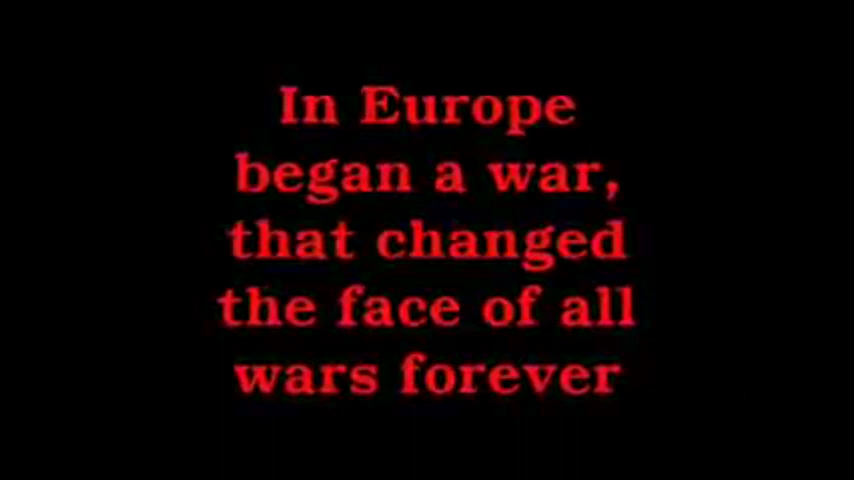 In Europe
began a war,
that changed
the face of all
wars forever